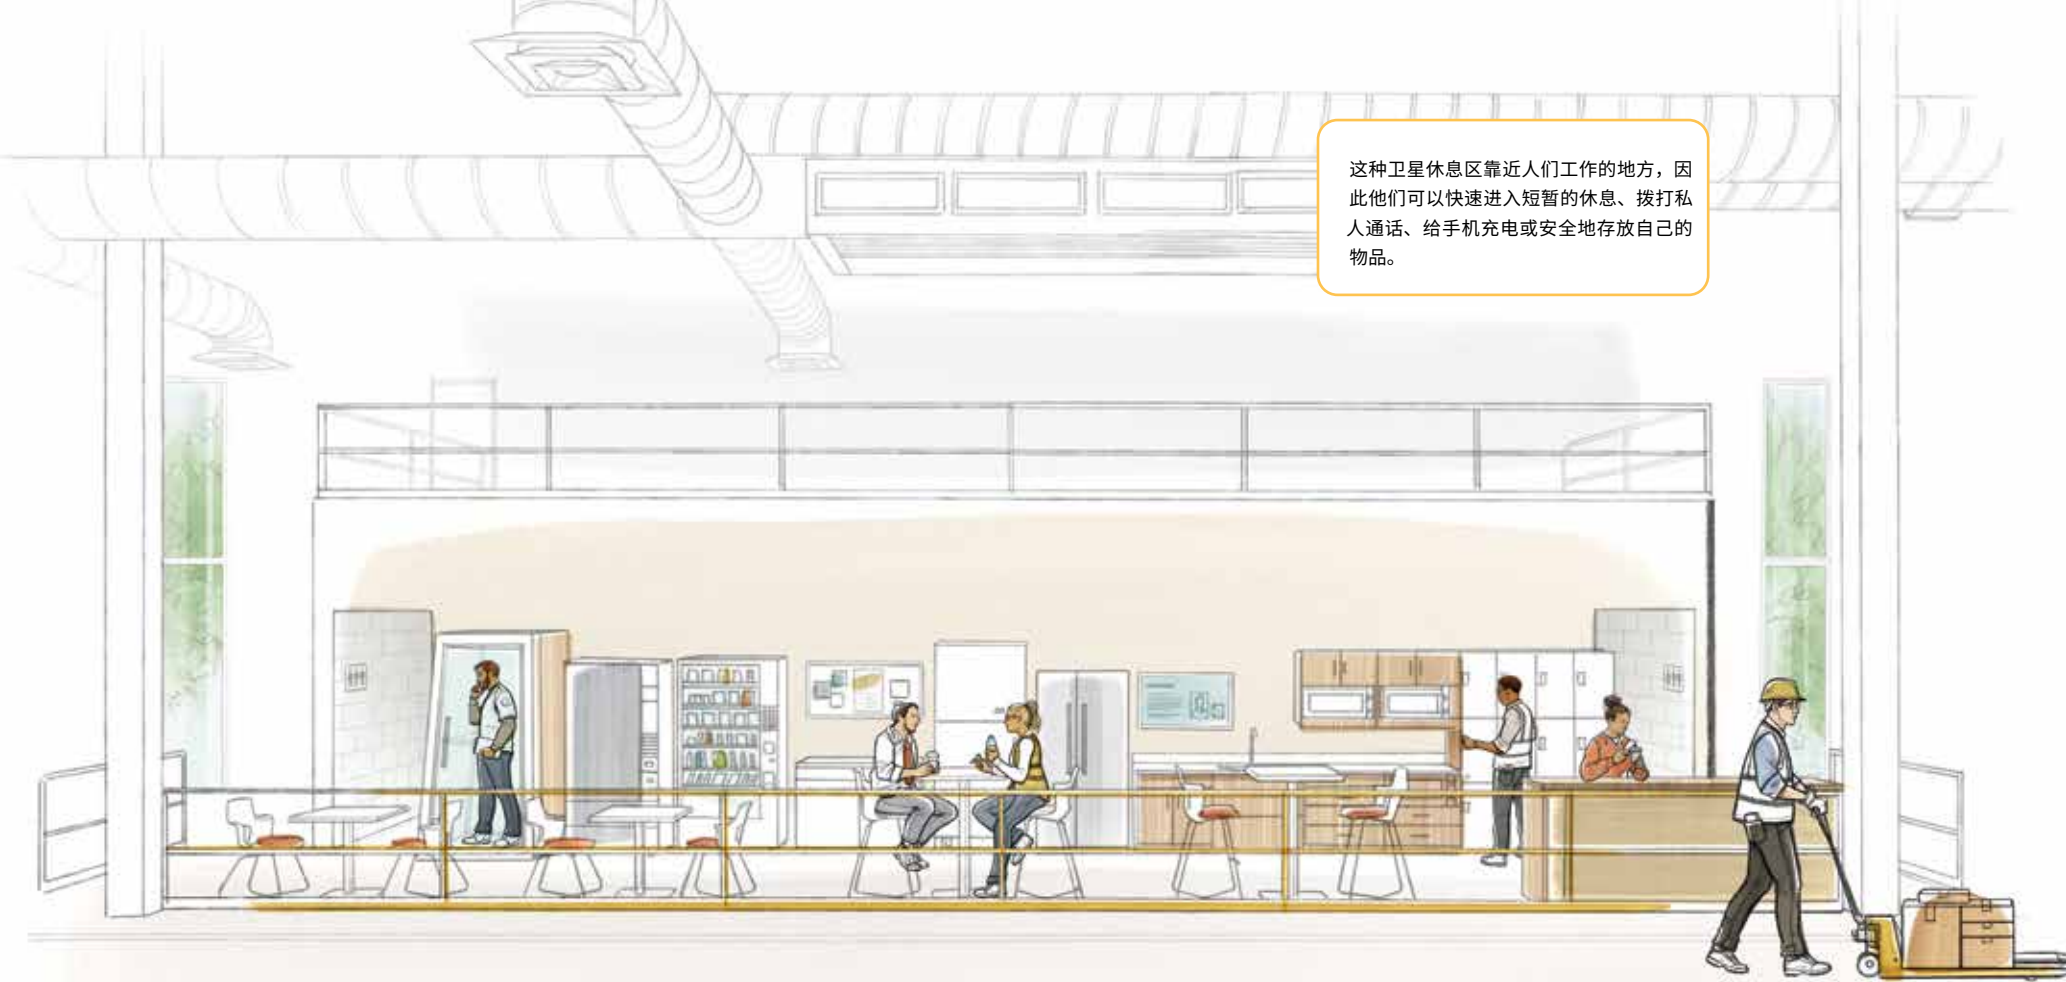 这种卫星休息区靠近人们工作的地方，因
此他们可以快速进入短暂的休息、拨打私
人通话、给手机充电或安全地存放自己的
物品。